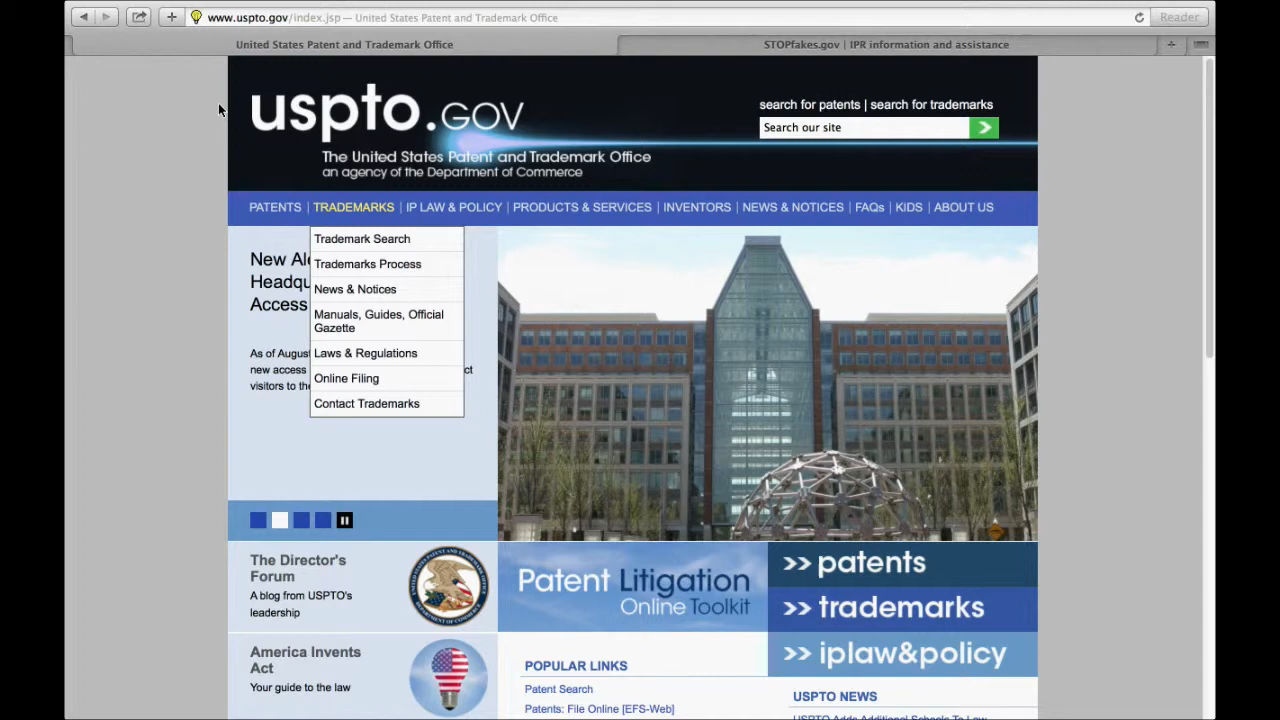 www.uspto.gov/index.jsp — United States Patent and Trademark Office
Reader
United States Patent and Trademark Office
STOPfakes.gov | IPR information and assistance
uspto.GOV
The United States Patent and Trademark Office
an agency of the Department of Commerce
search for patents | search for trademarks
Search our site
PATENTS | TRADEMARKS | IP LAW & POLICY | PRODUCTS & SERVICES | INVENTORS | NEWS & NOTICES | FAQs | KIDS | ABOUT US
Trademark Search
Trademarks Process
News & Notices
Manuals, Guides, Official
Gazette
Laws & Regulations
Online Filing
Contact Trademarks
New
Access
As of August
new access
visitors to
The Director's
Forum
A blog from USPTO's
leadership
America Invents
Act
Your guide to the law
Patent Litigation
Online Toolkit
>> patents
>> trademarks
>> iplaw&policy
POPULAR LINKS
Patent Search
Patents: File Online [EFS-Web]
USPTO NEWS
USPTO Adds Additional Schools To Law